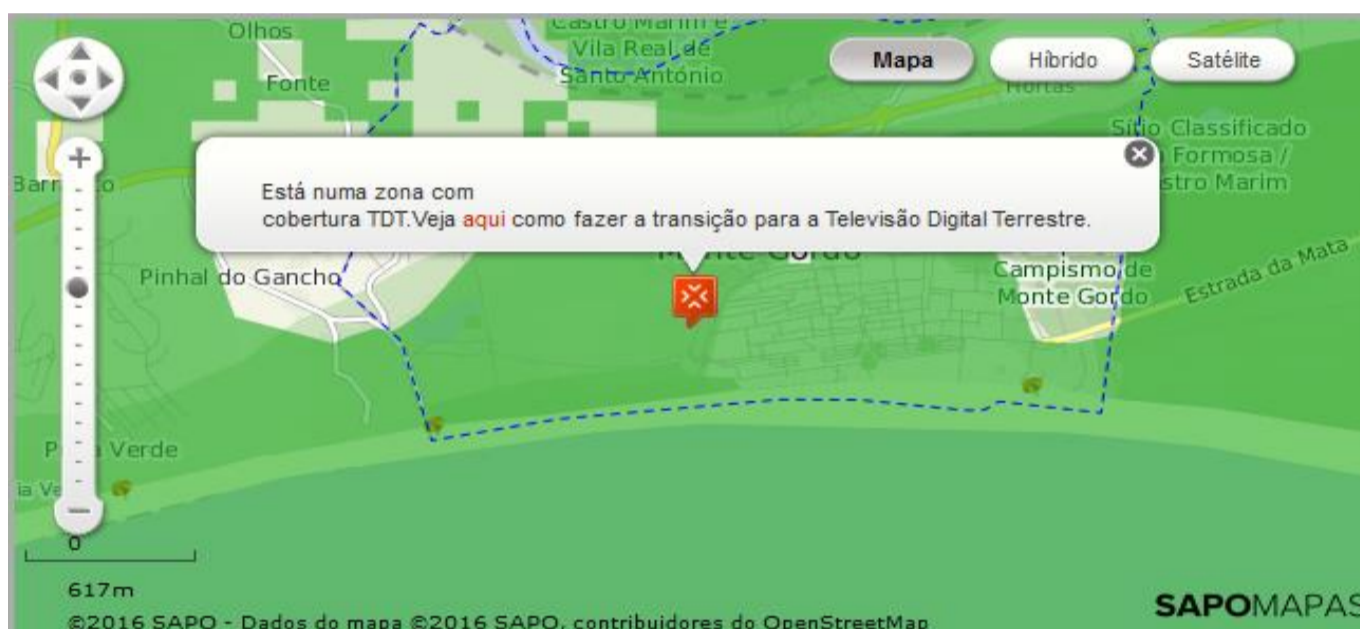 Olhos
Castro Marim e
Vila Real de
Santo António
Fonte
Mapa
Híbrido
Satélite
Hortas
Sítio Classificado
Formosa /
stro Marim
+
Está numa zona com
cobertura TDT.Veja aqui como fazer a transição para a Televisão Digital Terrestre.
Monte Gordo
Pinhal do Gancho
Campismo de
Monte Gordo
Estrada da Mata
Verde
0
617m
©2016 SAPO - Dados do mapa ©2016 SAPO, contribuidores do OpenStreetMap
SAPOMAPAS